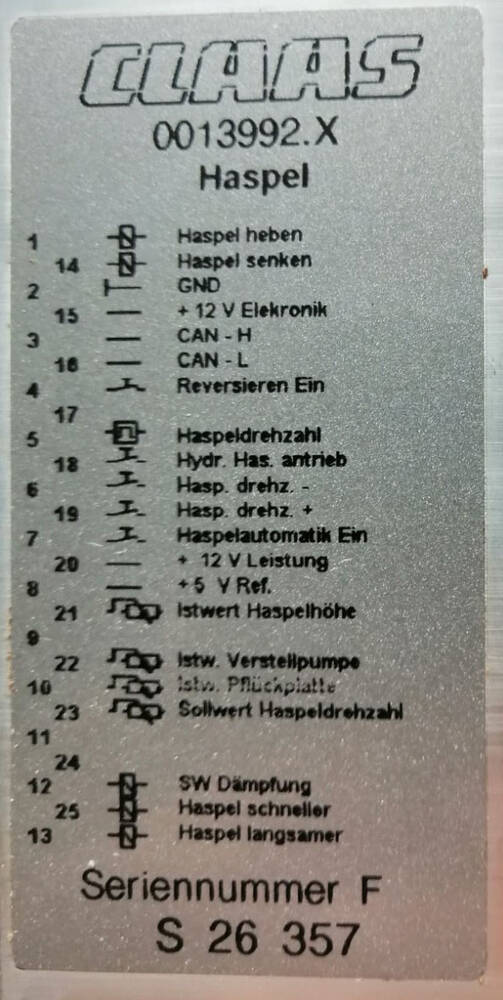 CLAAS
0013992.X
Haspel
1 Haspel heben
14 Haspel senken
2 GND
15 + 12 V Elekronik
3 CAN - H
16 CAN - L
4 Reversieren Ein
17
5 Haspeldrehzahl
18 Hydr. Has. antrieb
6 Hasp. drehz. -
19 Hasp. drehz. +
7 Haspelautomatik Ein
20 + 12 V Leistung
8 +5 V Ref.
21 Istwert Haspelhöhe
9
22 Istw. Verstellpumpe
10 Istw. Pflückplatte
23 Sollwert Haspeldrehzahl
11
24
12 SW Dämpfung
25 Haspel schneller
13 Haspel langsamer
Seriennummer F
S 26 357